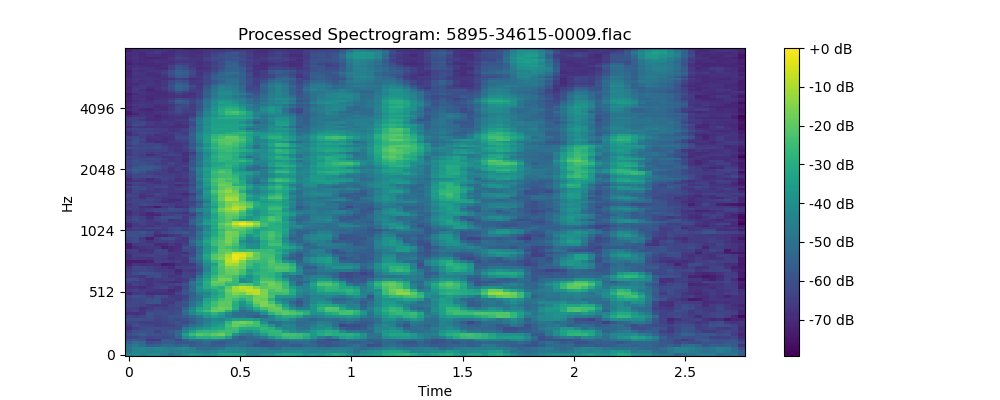 Processed Spectrogram: 5895-34615-0009.flac
+0 dB
-10 dB
-20 dB
-30 dB
-40 dB
-50 dB
-60 dB
-70 dB
Hz
4096
2048
1024
512
0
0
0.5
1
1.5
2
2.5
Time